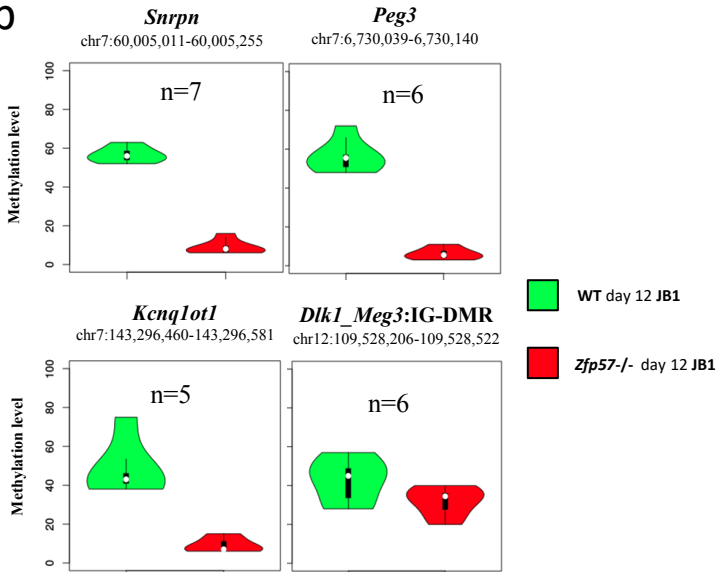 b
Snrpn
chr7:60,005,011-60,005,255
Peg3
chr7:6,730,039-6,730,140
Methylation level
100
80
60
40
20
0
n=7
n=6
WT day 12 JB1
Zfp57-/- day 12 JB1
Kcnq1ot1
chr7:143,296,460-143,296,581
Dlk1_Meg3:IG-DMR
chr12:109,528,206-109,528,522
Methylation level
100
80
60
40
20
0
n=5
n=6